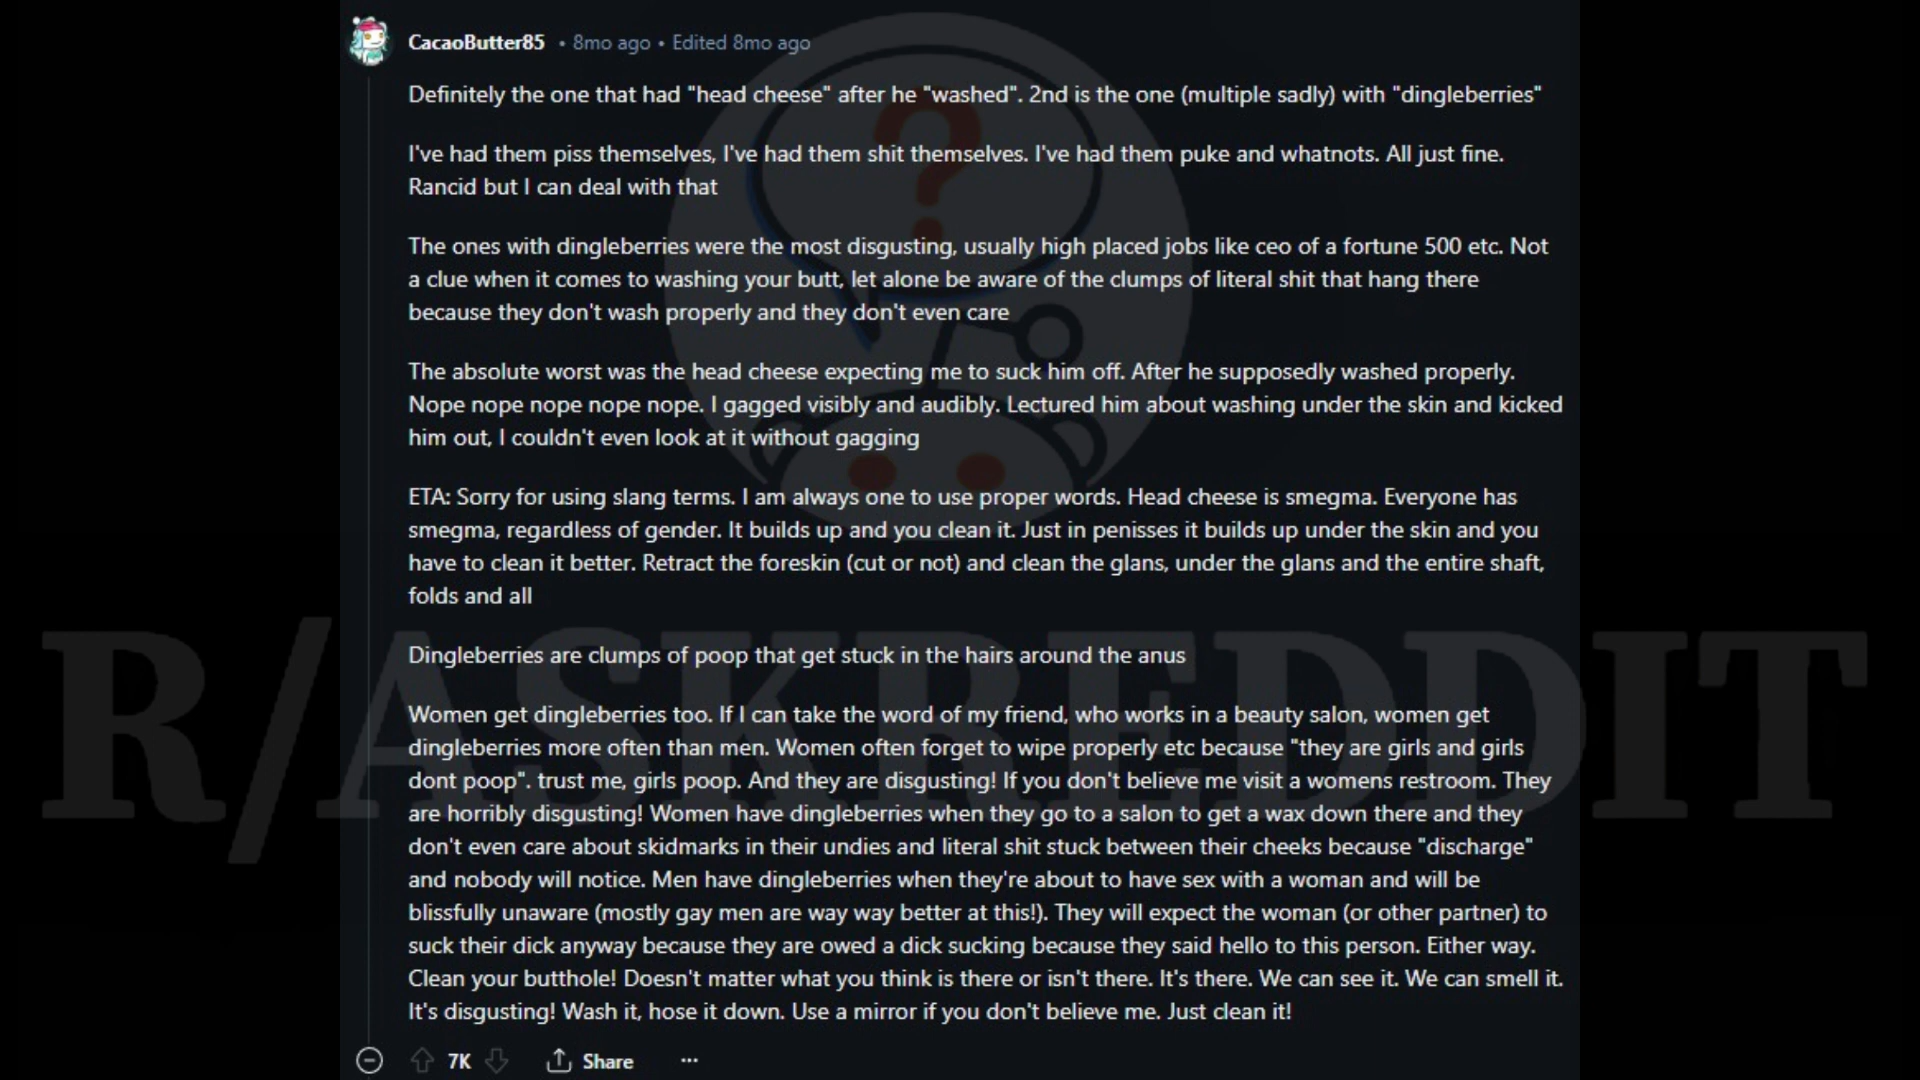 CacaoButter85 • 8mo ago • Edited 8mo ago
Definitely the one that had "head cheese" after he "washed". 2nd is the one (multiple sadly) with "dingleberries"
I've had them piss themselves, I've had them shit themselves. I've had them puke and whatnots. All just fine.
Rancid but I can deal with that
The ones with dingleberries were the most disgusting, usually high placed jobs like ceo of a fortune 500 etc. Not
a clue when it comes to washing your butt, let alone be aware of the clumps of literal shit that hang there
because they don't wash properly and they don't even care
The absolute worst was the head cheese expecting me to suck him off. After he supposedly washed properly.
Nope nope nope nope nope. I gagged visibly and audibly. Lectured him about washing under the skin and kicked
him out, I couldn't even look at it without gagging
ETA: Sorry for using slang terms. I am always one to use proper words. Head cheese is smegma. Everyone has
smegma, regardless of gender. It builds up and you clean it. Just in penisses it builds up under the skin and you
have to clean it better. Retract the foreskin (cut or not) and clean the glans, under the glans and the entire shaft,
folds and all
R/ASKREDDIT
Dingleberries are clumps of poop that get stuck in the hairs around the anus
Women get dingleberries too. If I can take the word of my friend, who works in a beauty salon, women get
dingleberries more often than men. Women often forget to wipe properly etc because "they are girls and girls
dont poop". trust me, girls poop. And they are disgusting! If you don't believe me visit a womens restroom. They
are horribly disgusting! Women have dingleberries when they go to a salon to get a wax down there and they
don't even care about skidmarks in their undies and literal shit stuck between their cheeks because "discharge"
and nobody will notice. Men have dingleberries when they're about to have sex with a woman and will be
blissfully unaware (mostly gay men are way way better at this!). They will expect the woman (or other partner) to
suck their dick anyway because they are owed a dick sucking because they said hello to this person. Either way.
Clean your butthole! Doesn't matter what you think is there or isn't there. It's there. We can see it. We can smell it.
It's disgusting! Wash it, hose it down. Use a mirror if you don't believe me. Just clean it!
7K Share ...